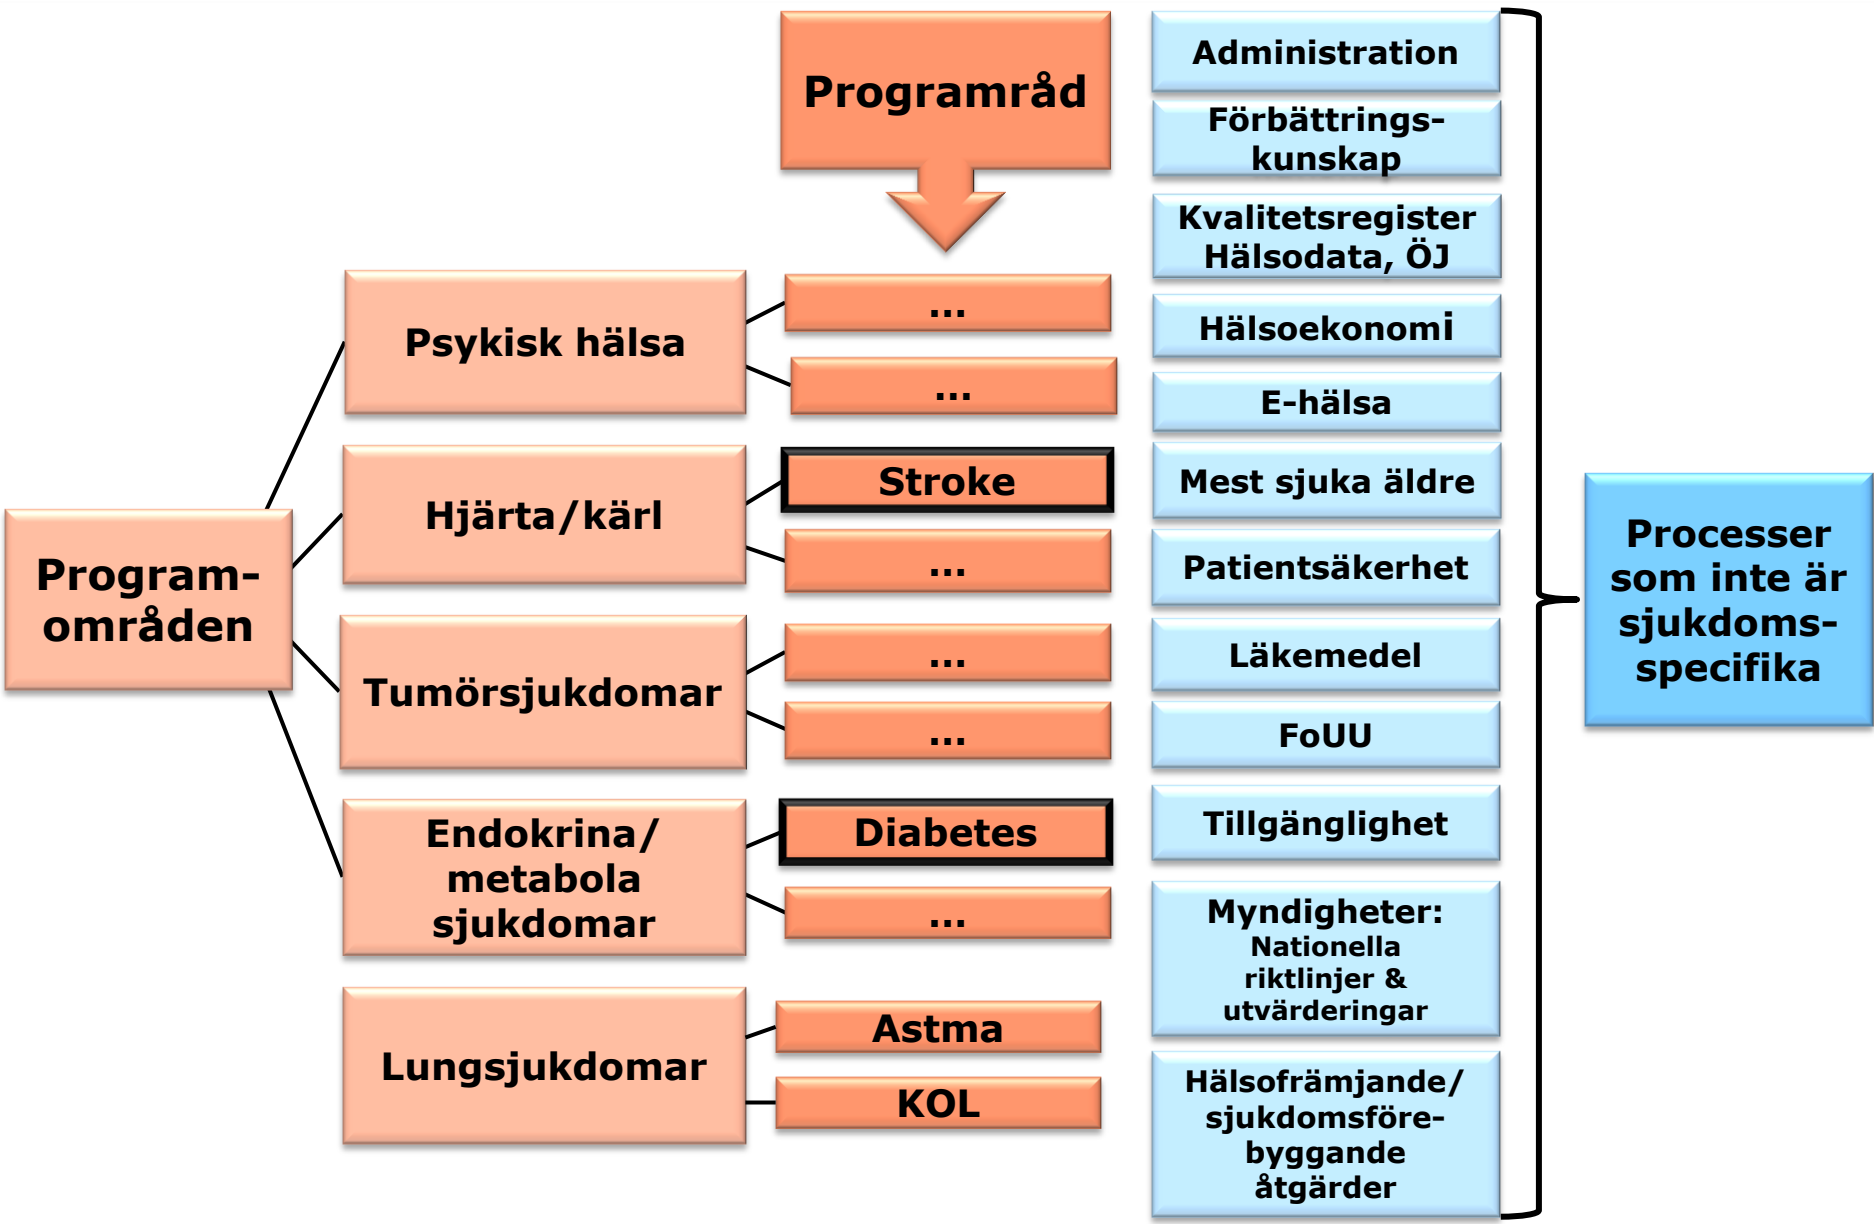 Programråd
Program-
områden
Psykisk hälsa
...
...
Hjärta/kärl
Stroke
...
Tumörsjukdomar
...
...
Endokrina/
metabola
sjukdomar
Diabetes
...
Lungsjukdomar
Astma
KOL
Administration
Förbättrings-
kunskap
Kvalitetsregister
Hälsodata, ÖJ
Hälsoekonomi
E-hälsa
Mest sjuka äldre
Patientsäkerhet
Läkemedel
FoUU
Tillgänglighet
Myndigheter:
Nationella
riktlinjer &
utvärderingar
Hälsofrämjande/
sjukdomsföre-
byggande
åtgärder
Processer
som inte är
sjukdoms-
specifika